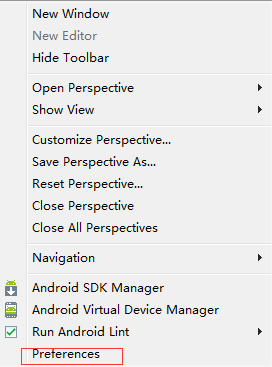 New Window
New Editor
Hide Toolbar
Open Perspective
Show View
Customize Perspective...
Save Perspective As...
Reset Perspective...
Close Perspective
Close All Perspectives
Navigation
Android SDK Manager
Android Virtual Device Manager
Run Android Lint
Preferences